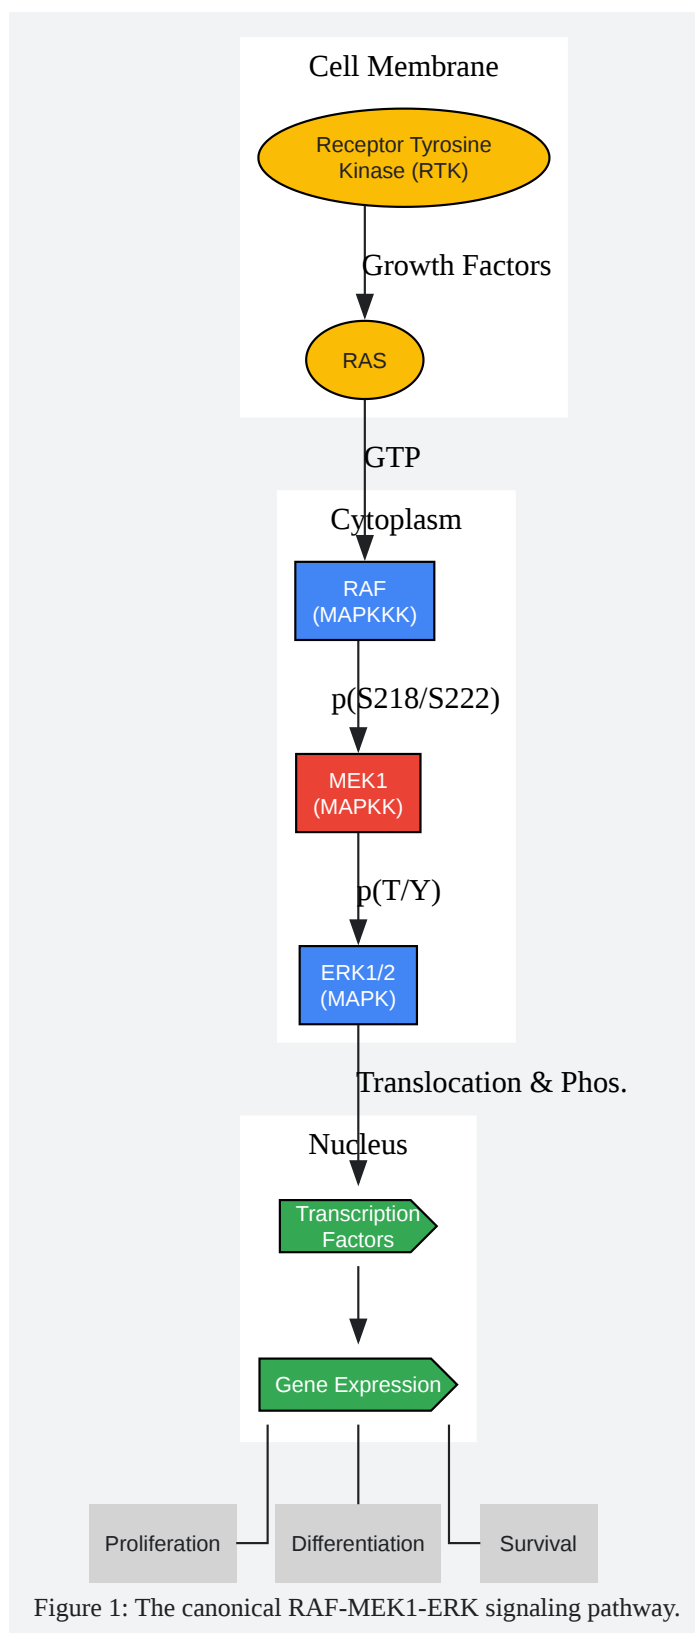 Cell Membrane
Receptor Tyrosine
Kinase (RTK)
Growth Factors
RAS
GTP
Cytoplasm
RAF
(MAPKKK)
p(S218/S222)
MEK1
(MAPKK)
p(T/Y)
ERK1/2
(MAPK)
Translocation & Phos.
Nucleus
Transcription
Factors
Gene Expression
Proliferation
Differentiation
Survival
Figure 1: The canonical RAF-MEK1-ERK signaling pathway.